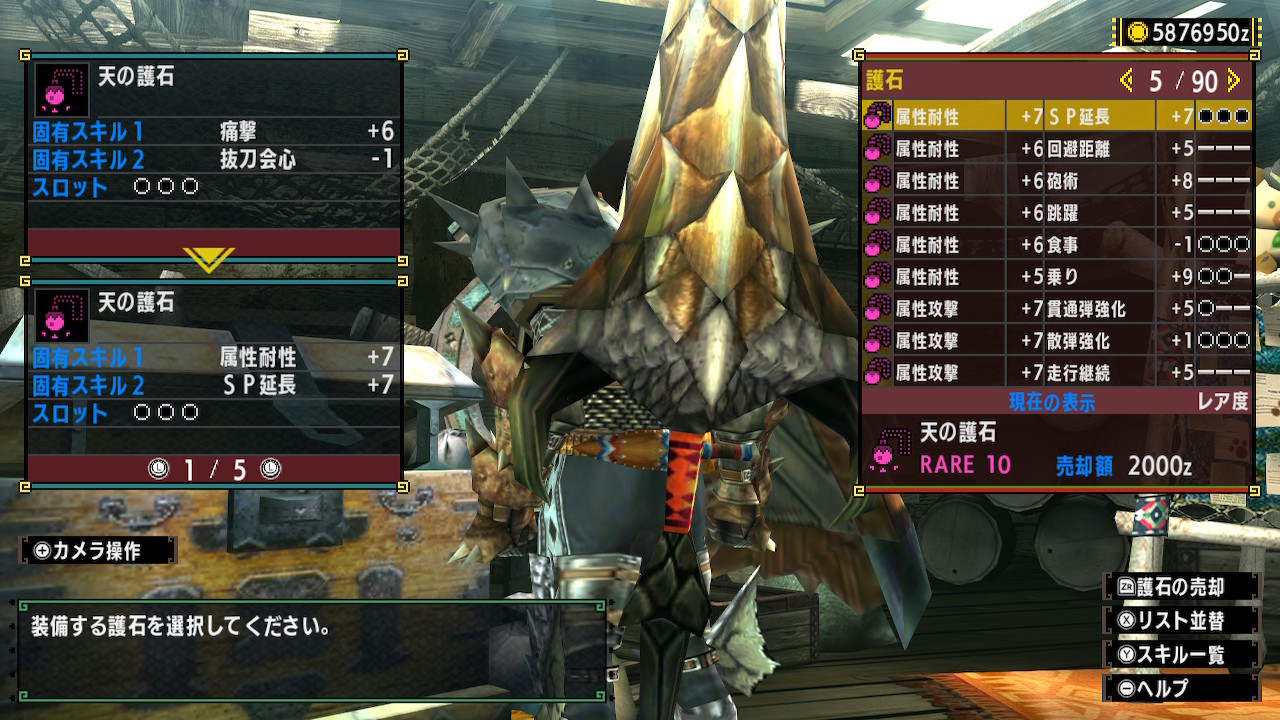 5876950z
天の護石
固有スキル1 痛撃 +6
固有スキル2 抜刀会心 -1
スロット ○○○
天の護石
固有スキル1 属性耐性 +7
固有スキル2 ＳＰ延長 +7
スロット ○○○
1 / 5
+カメラ操作
装備する護石を選択してください。
護石 5 / 90
属性耐性 +7 ＳＰ延長 +7 ●●●
属性耐性 +6 回避距離 +5 ―――
属性耐性 +6 砲術 +8 ―――
属性耐性 +6 跳躍 +5 ―――
属性耐性 +6 食事 -1 ○○○
属性耐性 +5 乗り +9 ○○―
属性攻撃 +7 貫通弾強化 +5 ○――
属性攻撃 +7 散弾強化 +1 ○○○
属性攻撃 +7 走行継続 +5 ―――
現在の表示 レア度
天の護石
RARE 10 売却額 2000z
ZR護石の売却
Xリスト並替
Yスキル一覧
-ヘルプ